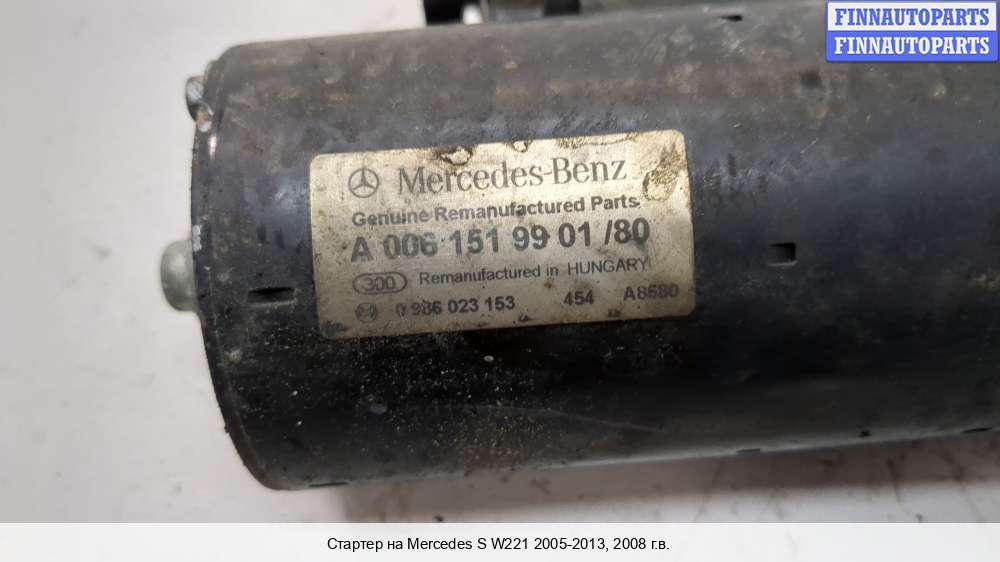 FINNAUTOPARTS
FINNAUTOPARTS
Mercedes-Benz
Genuine Remanufactured Parts
A 006 151 99 01 /80
300 Remanufactured in HUNGARY
0 986 023 153 454 A8580
Стартер на Mercedes S W221 2005-2013, 2008 г.в.